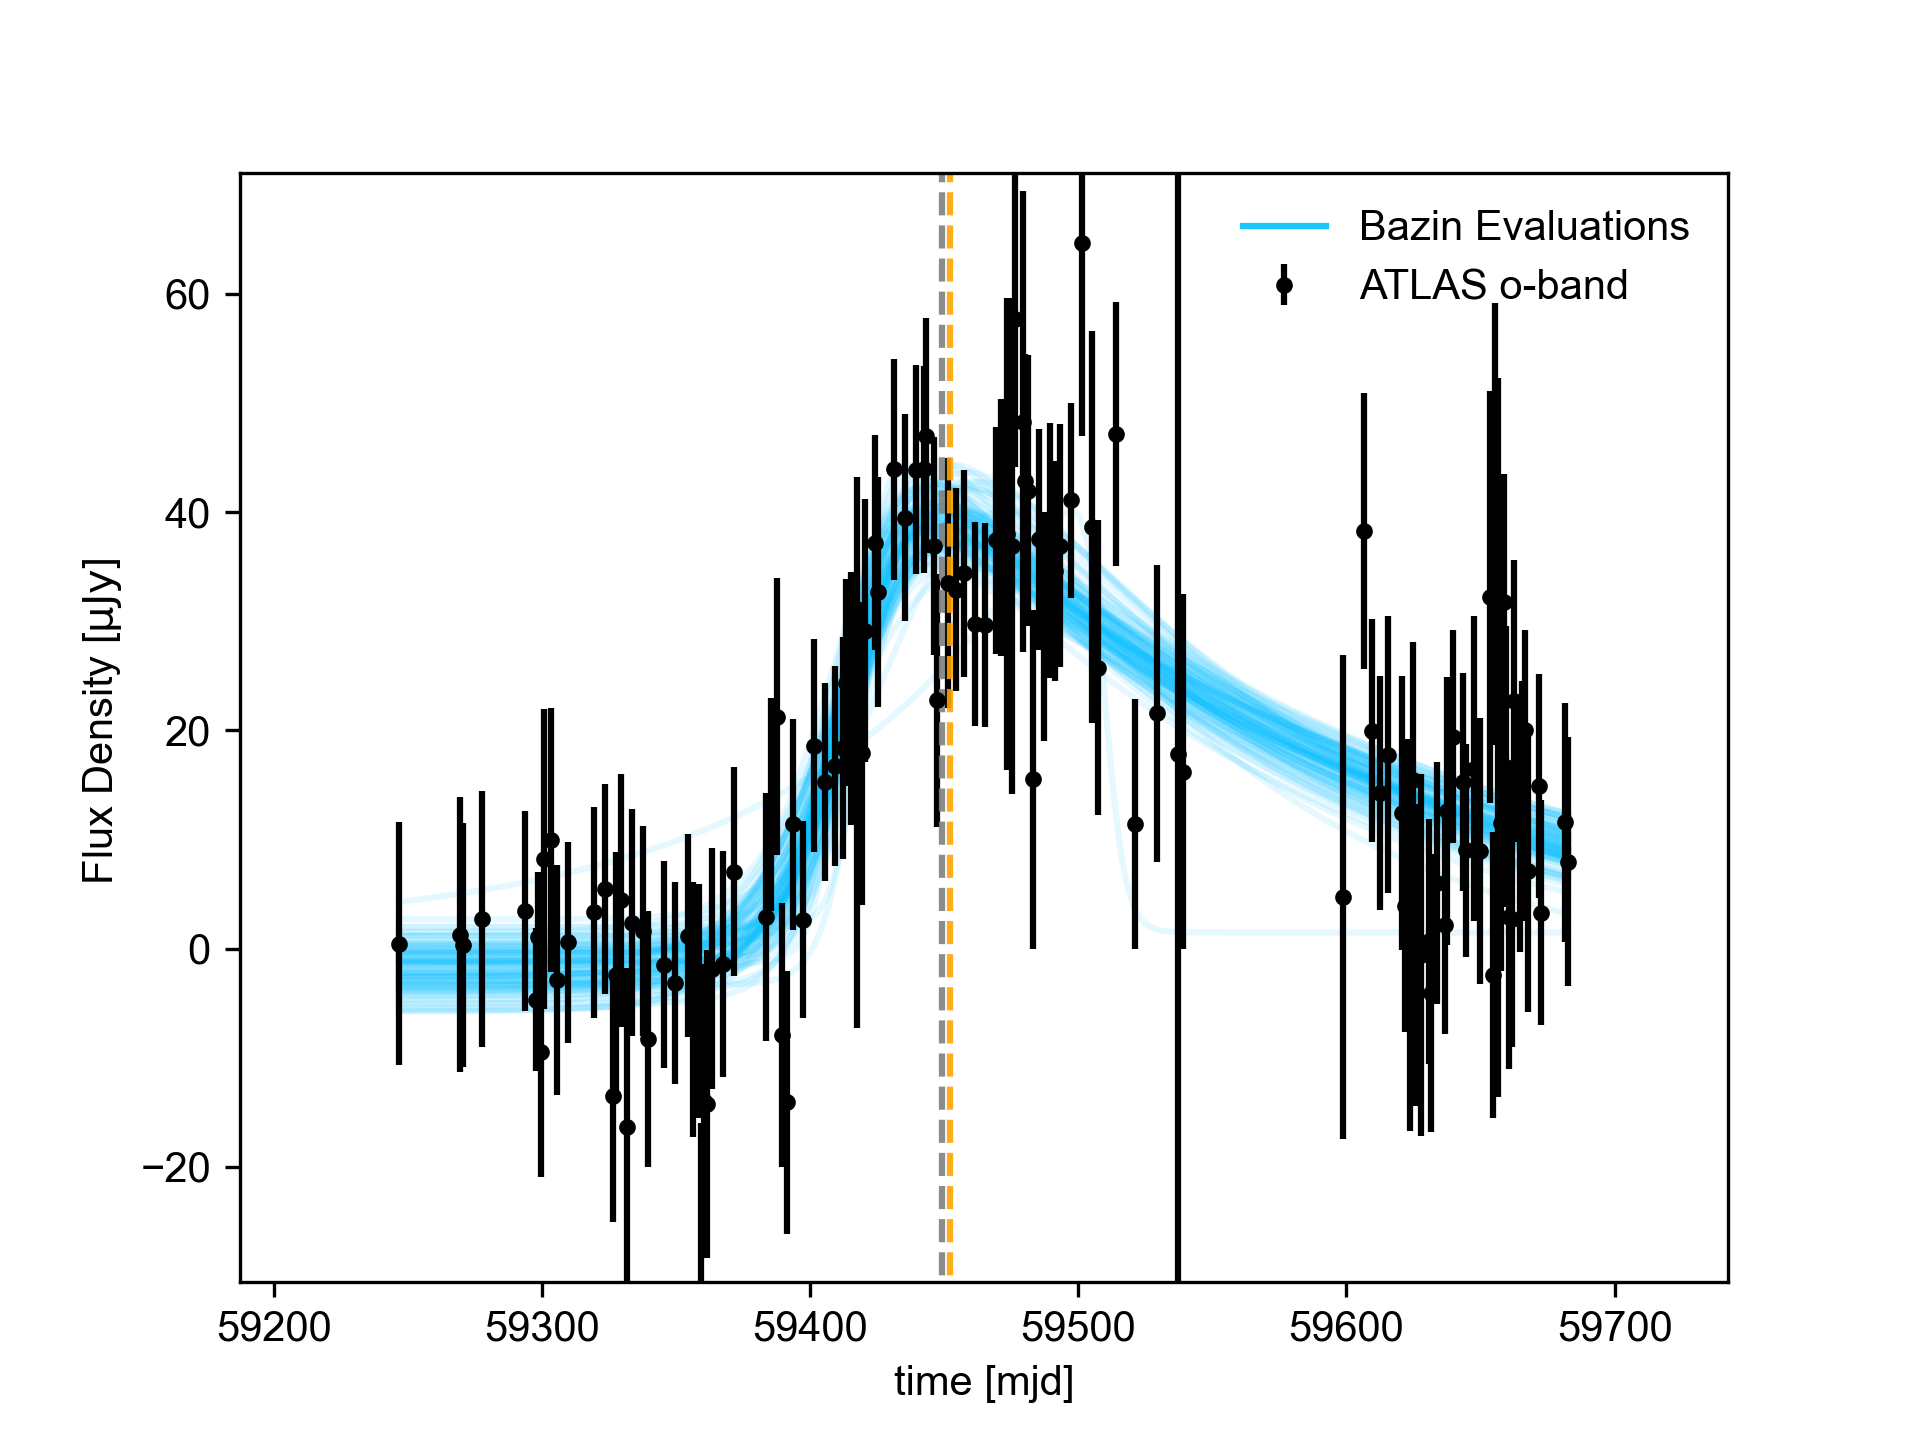 Bazin Evaluations
ATLAS o-band
60
40
20
0
−20
Flux Density [µJy]
59200 59300 59400 59500 59600 59700
time [mjd]